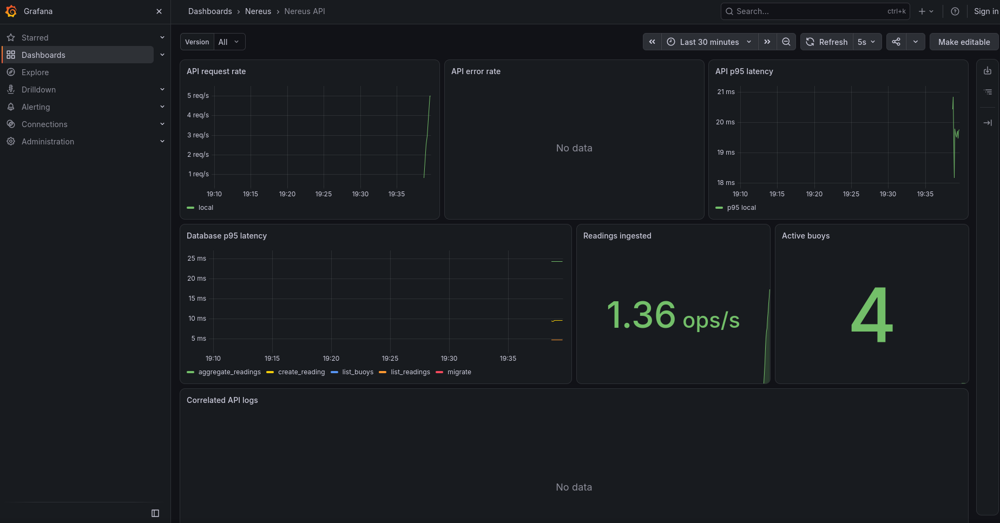 Grafana
Dashboards › Nereus › Nereus API
Search... ctrl+k
Sign in
Starred
Dashboards
Explore
Drilldown
Alerting
Connections
Administration
Version All
Last 30 minutes
Refresh 5s
Make editable
API request rate
5 req/s
4 req/s
3 req/s
2 req/s
1 req/s
19:10 19:15 19:20 19:25 19:30 19:35
local
API error rate
No data
API p95 latency
21 ms
20 ms
19 ms
18 ms
19:10 19:15 19:20 19:25 19:30 19:35
p95 local
Database p95 latency
25 ms
20 ms
15 ms
10 ms
5 ms
19:10 19:15 19:20 19:25 19:30 19:35
aggregate_readings create_reading list_buoys list_readings migrate
Readings ingested
1.36 ops/s
Active buoys
4
Correlated API logs
No data